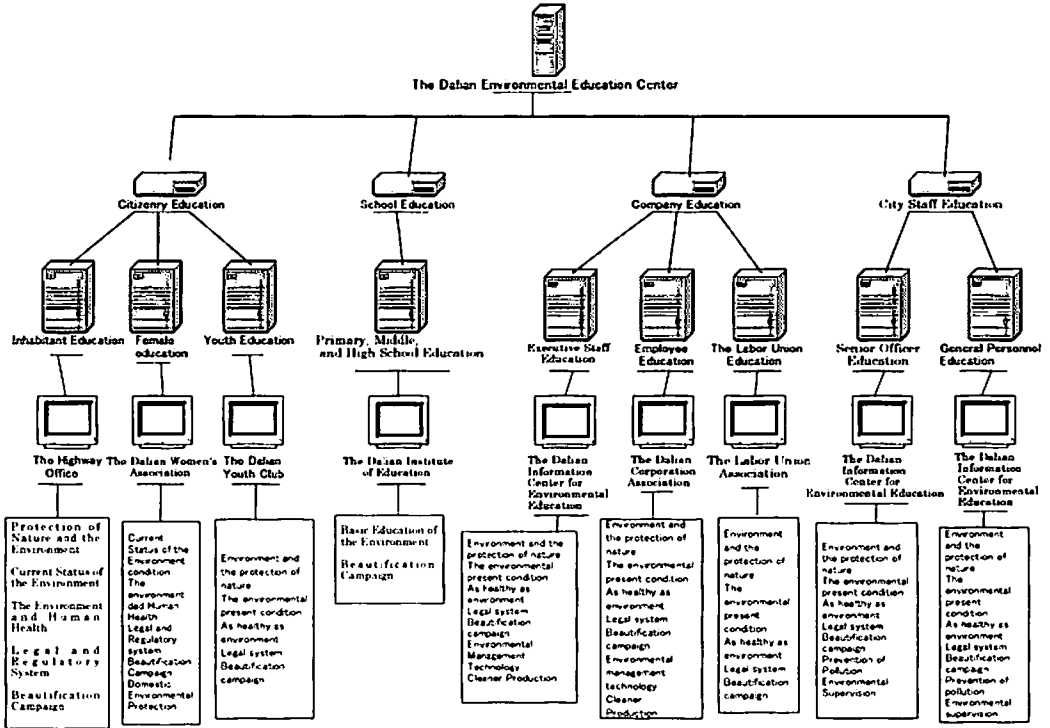 The Dalian Environmental Education Center
Citizenry Education
School Education
Company Education
City Staff Education
Inhabitant Education
Female
education
Youth Education
Primary, Middle,
and High School Education
Executive Staff
Education
Employee
Education
The Labor Union
Education
Senior Officer
Education
General Personnel
Education
The Highway
Office
The Dalian Women's
Association
The Dalian
Youth Club
The Dalian Institute
of Education
The Dalian
Information
Center for
Environmental
Education
The Dalian
Corporation
Association
The Labor Union
Association
The Dalian
Information
Center for
Environmental Education
The Dalian
Information
Center for
Environmental
Education
Protection of
Nature and the
Environment
Current Status of
the Environment
The Environment
and Human
Health
Legal and
Regulatory
System
Beautification
Campaign
Current
Status of the
Environment
condition
The
environment
dad Human
Health
Legal and
Regulatory
system
Beautification
Campaign
Domestic
Environmental
Protection
Environment and
the protection of
nature
The environmental
present condition
As healthy as
environment
Legal system
Beautification
campaign
Basic Education of
the Environment
Beautification
Campaign
Environment and the
protection of nature
The environmental
present condition
As healthy as
environment
Legal system
Beautification
campaign
Environmental
Management
Technology
Cleaner Production
Environment and
the protection of
nature
The environmental
present condition
As healthy as
environment
Legal system
Beautification
campaign
Environmental
management
technology
Cleaner
Production
Environment
and the
protection of
nature
The
environmental
present
condition
As healthy as
environment
Legal system
Beautification
campaign
Environment and
the protection of
nature
The environmental
present condition
As healthy as
environment
Legal system
Beautification
campaign
Prevention of
Pollution
Environmental
Supervision
Environment
and the
protection of
nature
The
environmental
present
condition
As healthy as
environment
Legal system
Beautification
campaign
Prevention of
pollution
Environmental
supervision